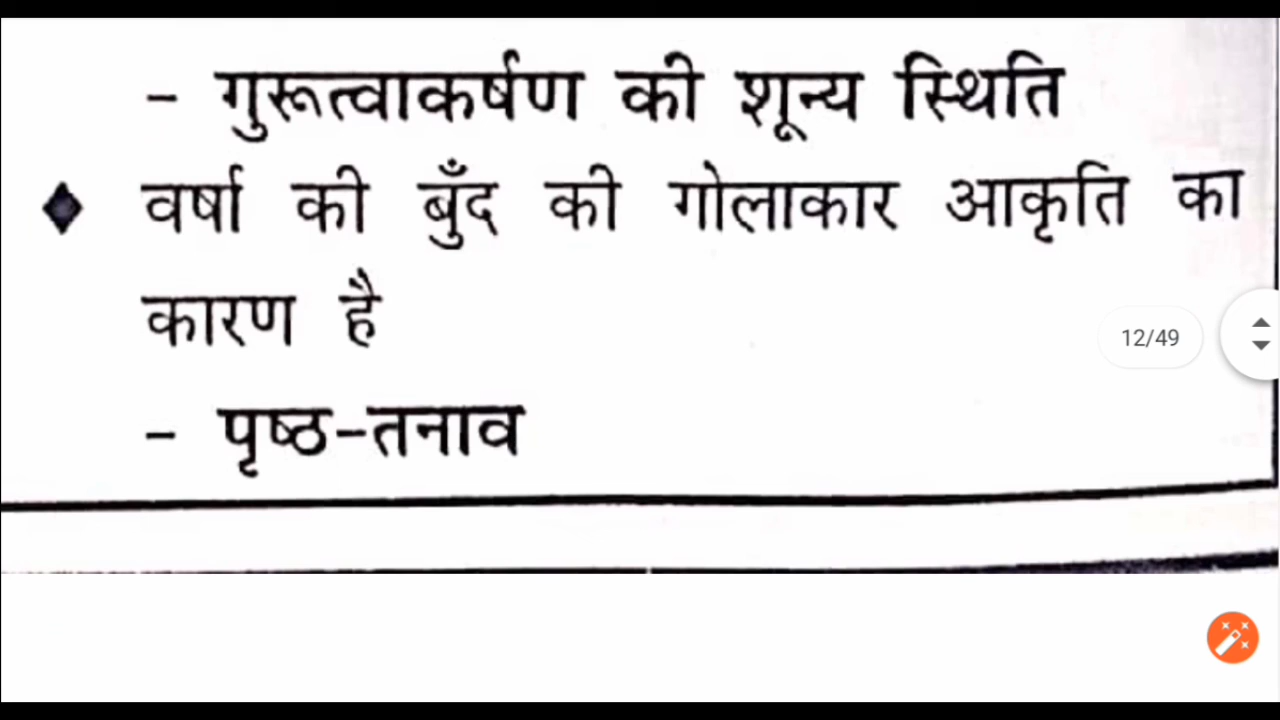 - गुरूत्वाकर्षण की शून्य स्थिति
◆ वर्षा की बुँद की गोलाकार आकृति का
कारण है
12/49
- पृष्ठ-तनाव